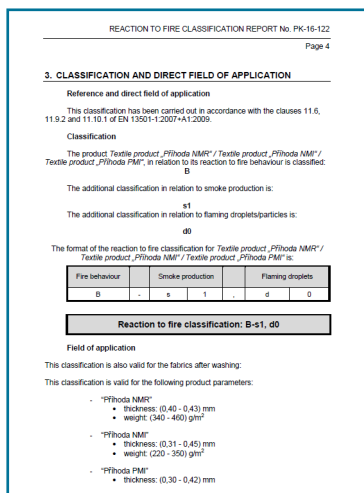 REACTION TO FIRE CLASSIFICATION REPORT No. PK-16-122
Page 4
3. CLASSIFICATION AND DIRECT FIELD OF APPLICATION
Reference and direct field of application
This classification has been carried out in accordance with the clauses 11.6,
11.9.2 and 11.10.1 of EN 13501-1:2007+A1:2009.
Classification
The product Textile product „Příhoda NMR" / Textile product „Příhoda NMI" /
Textile product „Příhoda PMI", in relation to its reaction to fire behaviour is classified:
B
The additional classification in relation to smoke production is:
s1
The additional classification in relation to flaming droplets/particles is:
d0
The format of the reaction to fire classification for Textile product „Příhoda NMR" /
Textile product „Příhoda NMI" / Textile product „Příhoda PMI" is:
Fire behaviour Smoke production Flaming droplets
B - s 1 , d 0
Reaction to fire classification: B-s1, d0
Field of application
This classification is also valid for the fabrics after washing:
This classification is valid for the following product parameters:
- "Příhoda NMR"
• thickness: (0,40 - 0,43) mm
• weight: (340 - 460) g/m²
- "Příhoda NMI"
• thickness: (0,31 - 0,45) mm
• weight: (220 - 350) g/m²
- "Příhoda PMI"
• thickness: (0,30 - 0,42) mm